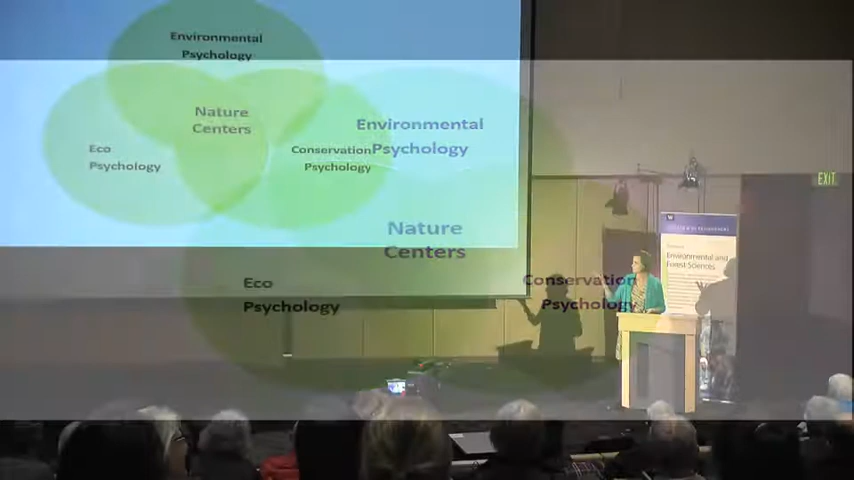 Environmental
Psychology
Nature
Centers
Eco
Psychology
Conservation
Psychology
Environmental
Psychology
Nature
Centers
Eco
Psychology
Conservation
Psychology
EXIT
W
Environmental and
Forest Sciences